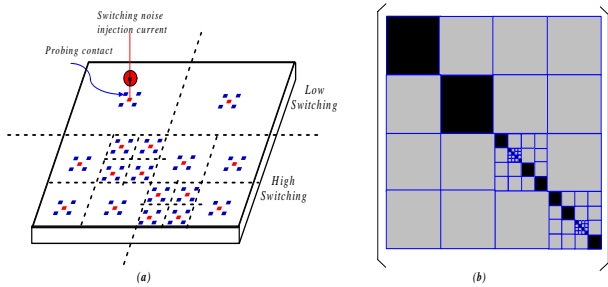 Switching noise
injection current
Probing contact
Low
Switching
High
Switching
(a)
(b)